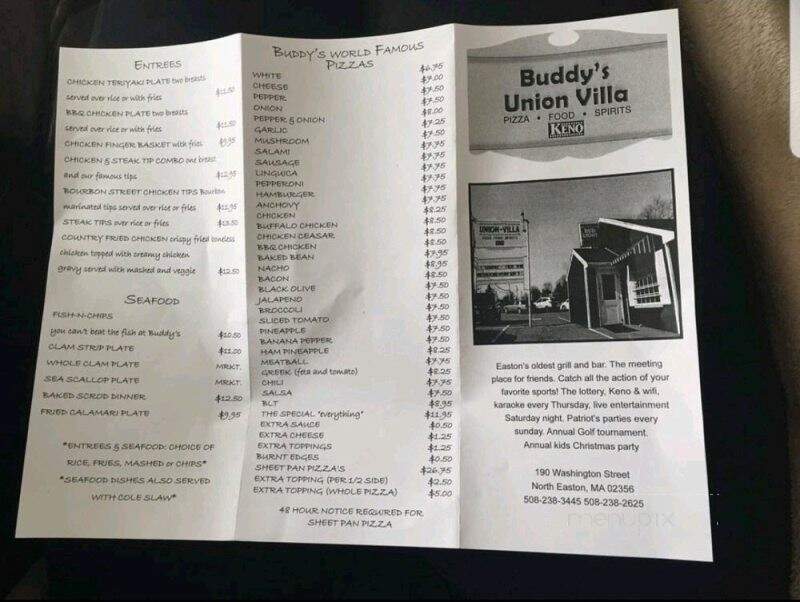 ENTREES
CHICKEN TERIYAKI PLATE two breasts
served over rice or with fries $11.50
BBQ CHICKEN PLATE two breasts
served over rice or with fries $11.50
CHICKEN FINGER BASKET with fries $9.95
CHICKEN & STEAK TIP COMBO one breast
and our famous tips $12.95
BOURBON STREET CHICKEN TIPS Bourbon
marinated tips served over rice or fries $11.95
STEAK TIPS over rice or fries $13.50
COUNTRY FRIED CHICKEN crispy fried boneless
chicken topped with creamy chicken
gravy served with mashed and veggie $12.50
SEAFOOD
FISH-N-CHIPS
you can't beat the fish at Buddy's $10.50
CLAM STRIP PLATE $11.00
WHOLE CLAM PLATE MRKT.
SEA SCALLOP PLATE MRKT.
BAKED SCROD DINNER $12.50
FRIED CALAMARI PLATE $9.95
*ENTREES & SEAFOOD: CHOICE OF
RICE, FRIES, MASHED or CHIPS*
*SEAFOOD DISHES ALSO SERVED
WITH COLE SLAW*
BUDDY'S WORLD FAMOUS
PIZZAS
WHITE $6.75
CHEESE $7.00
PEPPER $7.50
ONION $7.50
PEPPER & ONION $8.00
GARLIC $7.25
MUSHROOM $7.50
SALAMI $7.75
SAUSAGE $7.75
LINGUICA $7.75
PEPPERONI $7.75
HAMBURGER $7.75
ANCHOVY $7.75
CHICKEN $8.25
BUFFALO CHICKEN $8.50
CHICKEN CEASAR $8.50
BBQ CHICKEN $8.50
BAKED BEAN $7.95
NACHO $8.95
BACON $8.50
BLACK OLIVE $7.50
JALAPENO $7.50
BROCCOLI $7.50
SLICED TOMATO $7.50
PINEAPPLE $7.50
BANANA PEPPER $7.50
HAM PINEAPPLE $8.25
MEATBALL $7.75
GREEK (feta and tomato) $8.25
CHILI $7.75
SALSA $7.50
BLT $8.95
THE SPECIAL "everything" $11.95
EXTRA SAUCE $0.50
EXTRA CHEESE $1.25
EXTRA TOPPINGS $1.25
BURNT EDGES $0.50
SHEET PAN PIZZA'S $26.75
EXTRA TOPPING (PER 1/2 SIDE) $2.50
EXTRA TOPPING (WHOLE PIZZA) $5.00
48 HOUR NOTICE REQUIRED FOR
SHEET PAN PIZZA
Buddy's
Union Villa
PIZZA • FOOD • SPIRITS
KENO
UNION-VILLA
Easton's oldest grill and bar. The meeting
place for friends. Catch all the action of your
favorite sports! The lottery, Keno & wifi,
karaoke every Thursday, live entertainment
Saturday night. Patriot's parties every
sunday. Annual Golf tournament.
Annual kids Christmas party
190 Washington Street
North Easton, MA 02356
508-238-3445 508-238-2625
menupix